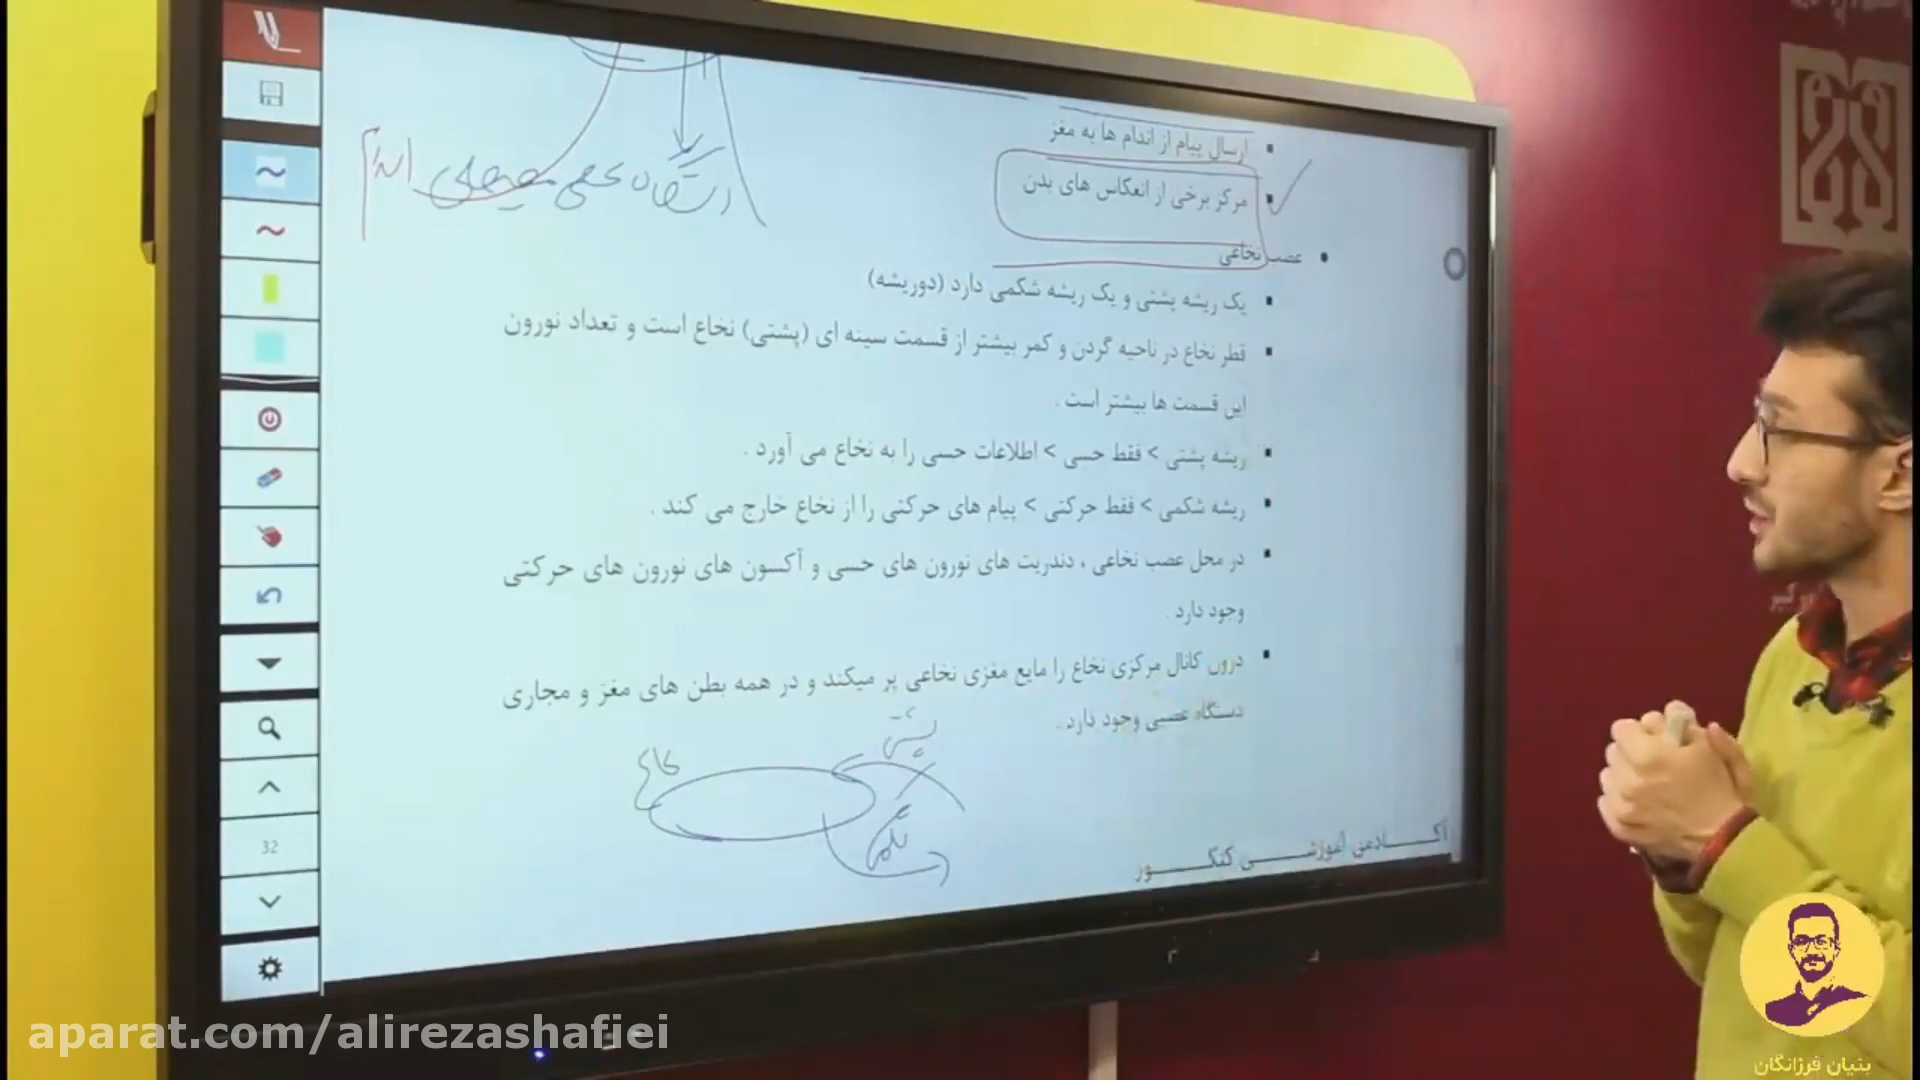 ارسال پیام از اندام ها به مغز
مرکز برخی از انعکاس های بدن
عصب نخاعی
یک ریشه پشتی و یک ریشه شکمی دارد (دوریشه)
قطر نخاع در ناحیه گردن و کمر بیشتر از قسمت سینه ای (پشتی) نخاع است و تعداد نورون
این قسمت ها بیشتر است .
ریشه پشتی > فقط حسی > اطلاعات حسی را به نخاع می آورد .
ریشه شکمی > فقط حرکتی > پیام های حرکتی را از نخاع خارج می کند .
در محل عصب نخاعی ، دندریت های نورون های حسی و آکسون های نورون های حرکتی
وجود دارد .
درون کانال مرکزی نخاع را مایع مغزی نخاعی پر میکند و در همه بطن های مغز و مجاری
دستگاه عصبی وجود دارد .
آکادمی آموزشی کنکور
32
aparat.com/alirezashafiei
بنیان فرزانگان